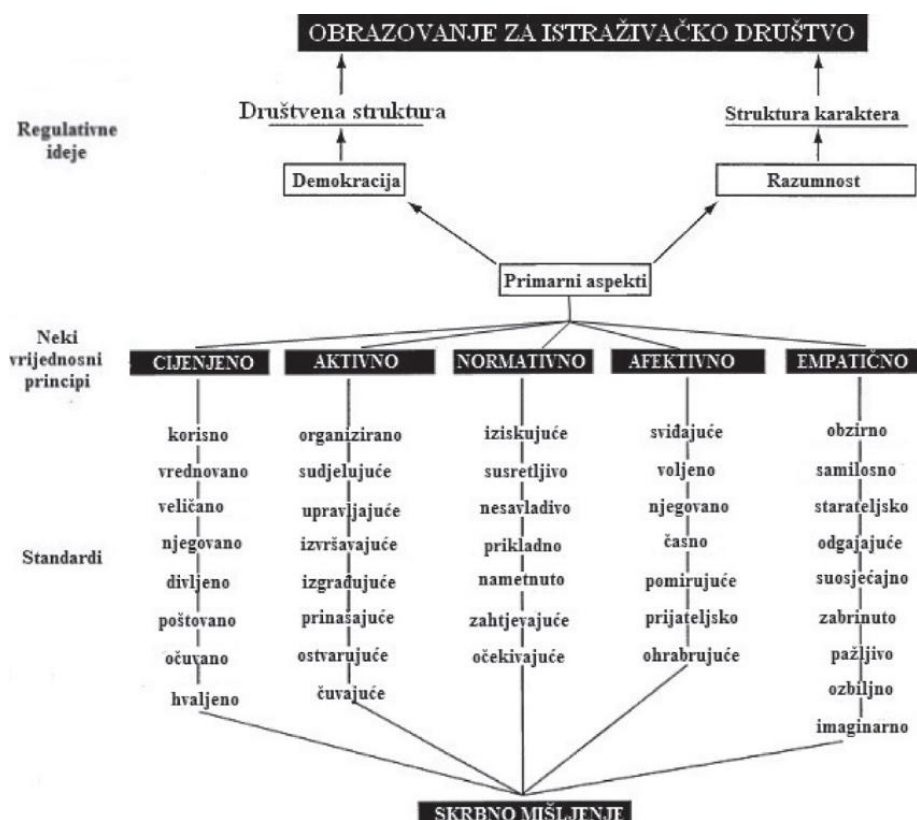 OBRAZOVANJE ZA ISTRAŽIVAČKO DRUŠTVO
Regulativne
ideje
Društvena struktura
Struktura karaktera
Demokracija
Razumnost
Primarni aspekti
Neki
vrijednosni
principi
CIJENJENO
AKTIVNO
NORMATIVNO
AFEKTIVNO
EMPATIČNO
Standardi
korisno
vrednovano
veličano
njegovano
divljeno
poštovano
očuvano
hvaljeno
organizirano
sudjelujuće
upravljajuće
izvršavajuće
izgrađujuće
prinašajuće
ostvarujuće
čuvajuće
iziskujuće
susretljivo
nesavladivo
prikladno
nametnuto
zahtjevajuće
očekivajuće
sviđajuće
voljeno
njegovano
časno
pomirujuće
prijateljsko
ohrabrujuće
obzirno
samilosno
starateljsko
odgajajuće
suosjećajno
zabrinuto
pažljivo
ozbiljno
imaginarno
SKRBNO MIŠLJENJE